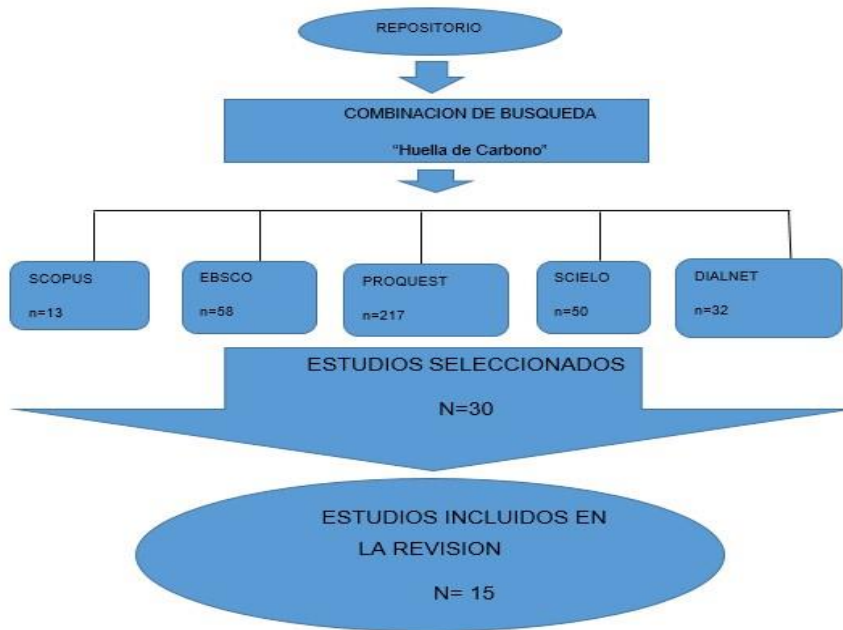 REPOSITORIO
COMBINACION DE BUSQUEDA
“Huella de Carbono”
SCOPUS
n=13
EBSCO
n=58
PROQUEST
n=217
SCIELO
n=50
DIALNET
n=32
ESTUDIOS SELECCIONADOS
N=30
ESTUDIOS INCLUIDOS EN
LA REVISION
N= 15